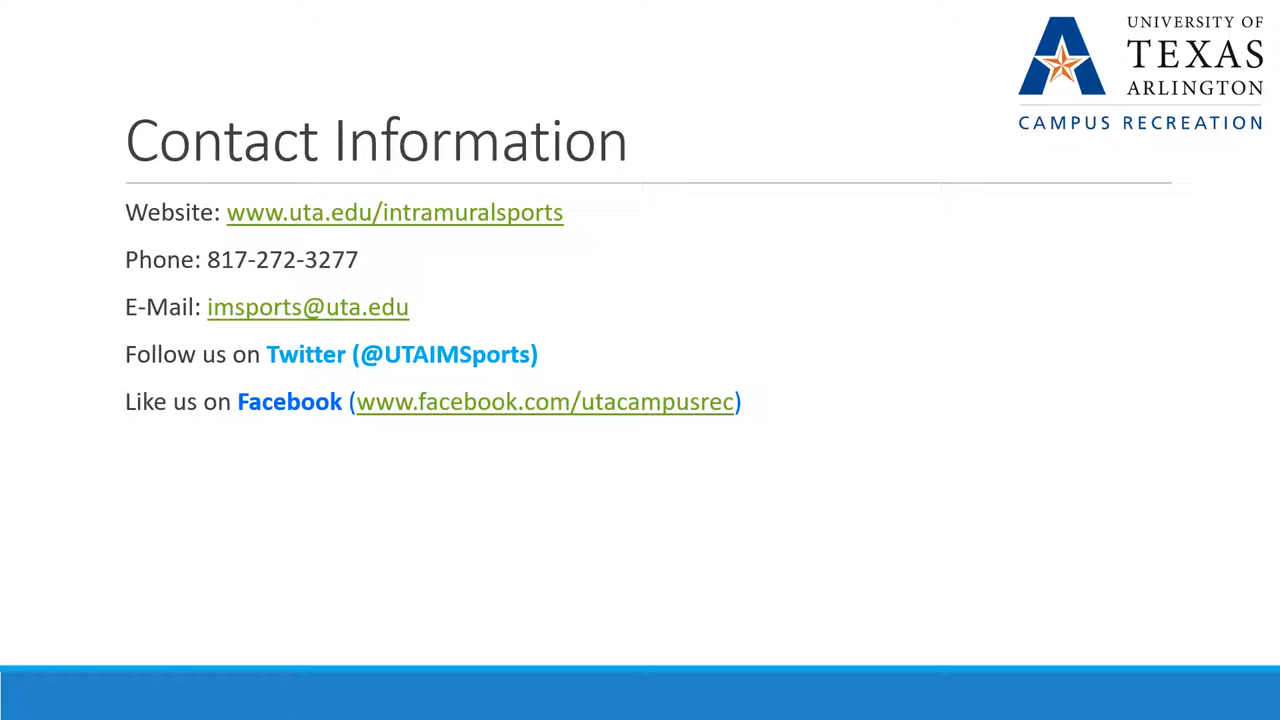 UNIVERSITY OF
TEXAS
ARLINGTON
CAMPUS RECREATION
Contact Information
Website: www.uta.edu/intramuralsports
Phone: 817-272-3277
E-Mail: imsports@uta.edu
Follow us on Twitter (@UTAIMSports)
Like us on Facebook (www.facebook.com/utacampusrec)